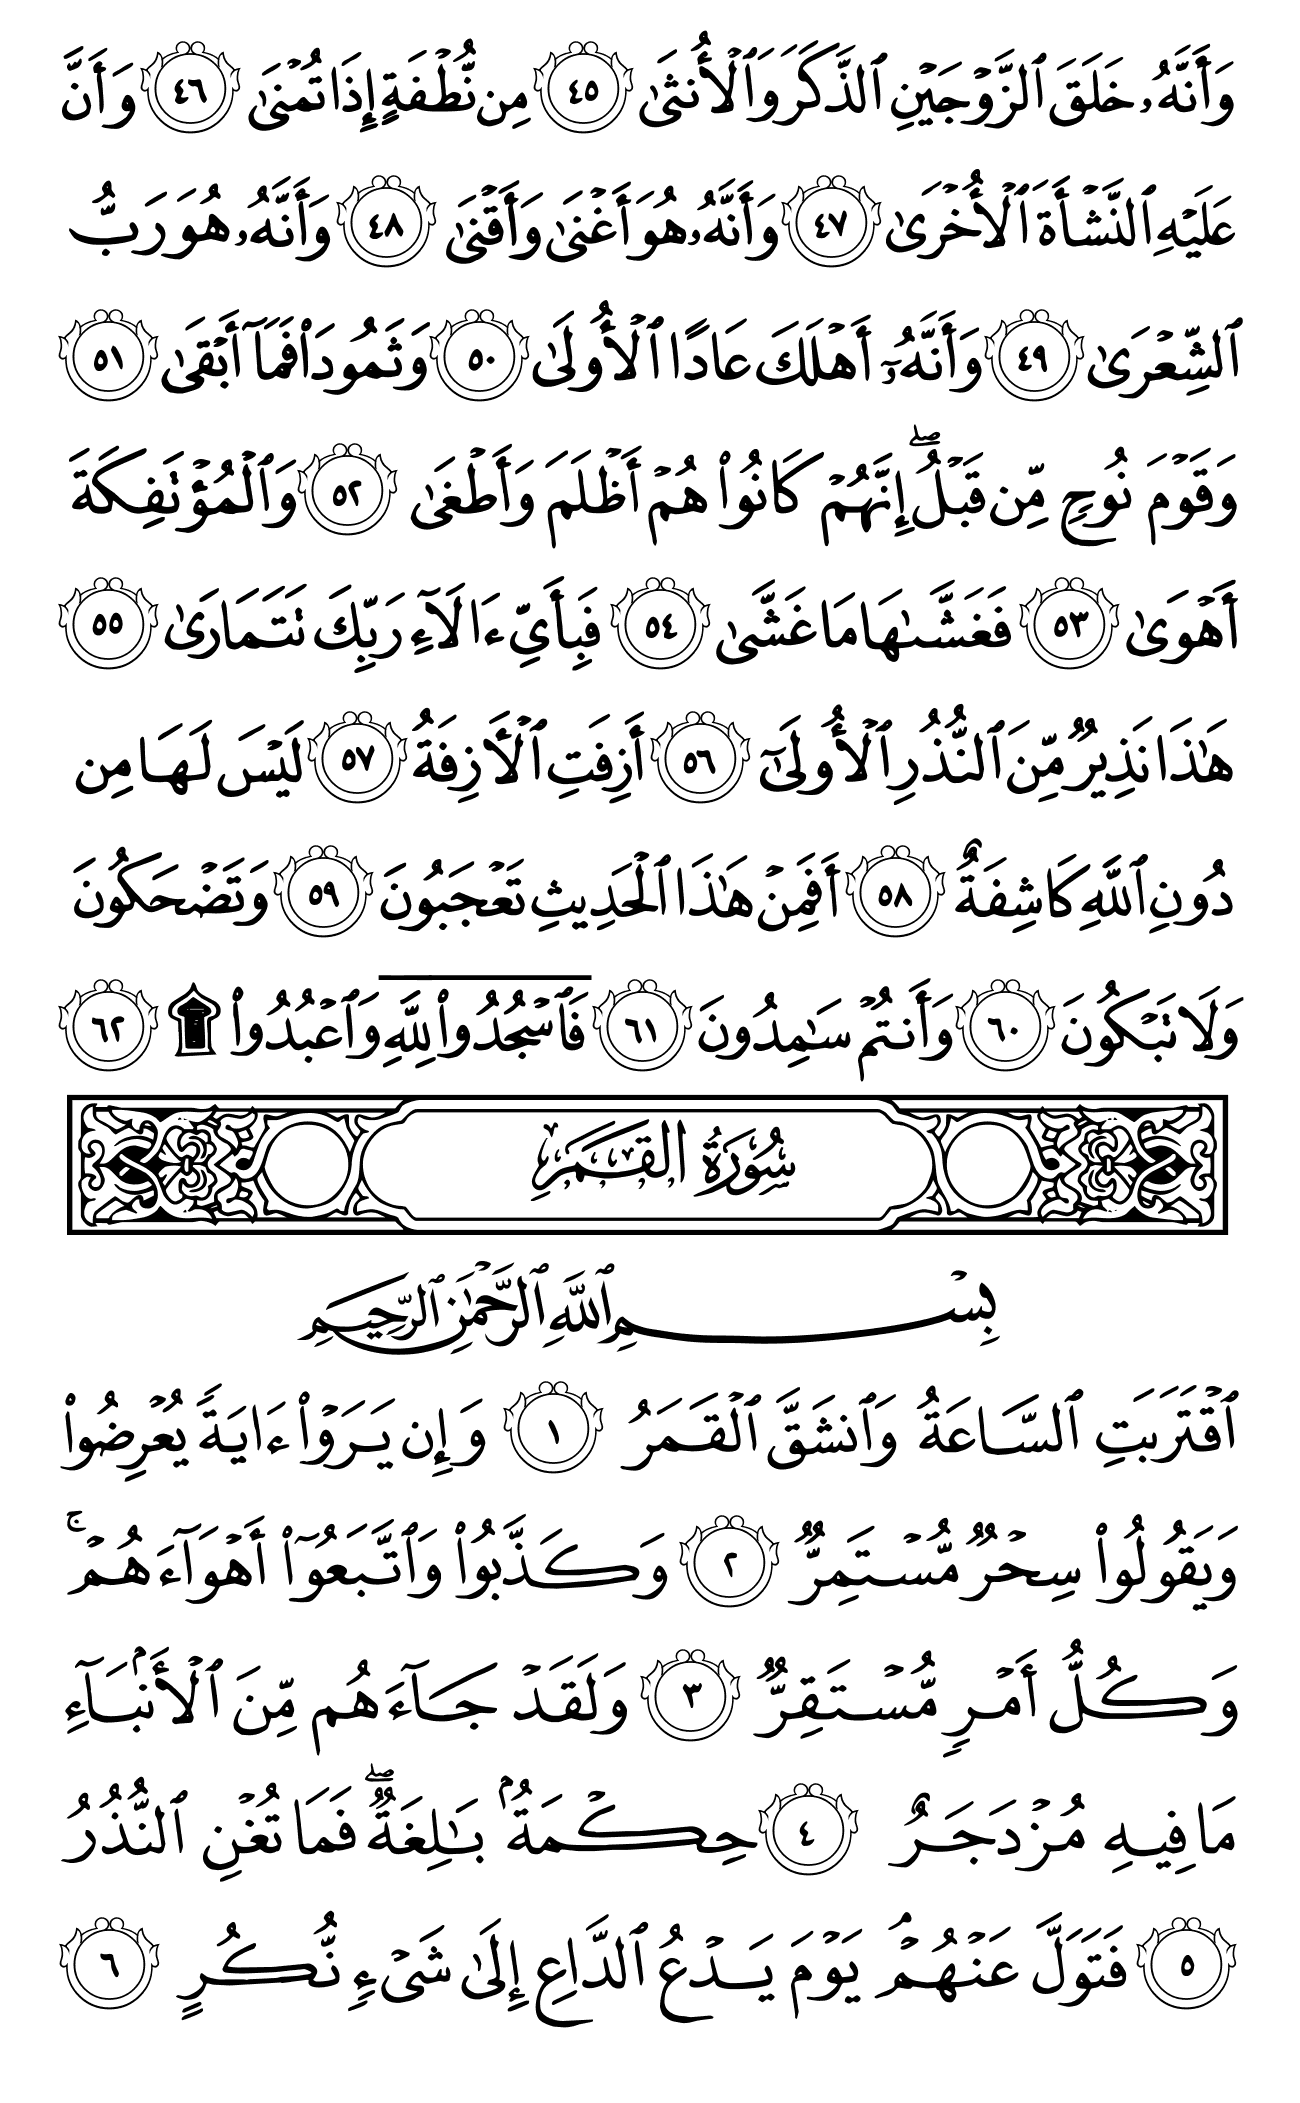 وَأَنَّهُۥ خَلَقَ ٱلزَّوۡجَيۡنِ ٱلذَّكَرَ وَٱلۡأُنثَىٰ ٤٥ مِن نُّطۡفَةٍ إِذَا تُمۡنَىٰ ٤٦ وَأَنَّ
عَلَيۡهِ ٱلنَّشۡأَةَ ٱلۡأُخۡرَىٰ ٤٧ وَأَنَّهُۥ هُوَ أَغۡنَىٰ وَأَقۡنَىٰ ٤٨ وَأَنَّهُۥ هُوَ رَبُّ
ٱلشِّعۡرَىٰ ٤٩ وَأَنَّهُۥٓ أَهۡلَكَ عَادًا ٱلۡأُولَىٰ ٥٠ وَثَمُودَاْ فَمَآ أَبۡقَىٰ ٥١
وَقَوۡمَ نُوحٖ مِّن قَبۡلُۖ إِنَّهُمۡ كَانُواْ هُمۡ أَظۡلَمَ وَأَطۡغَىٰ ٥٢ وَٱلۡمُؤۡتَفِكَةَ
أَهۡوَىٰ ٥٣ فَغَشَّىٰهَا مَا غَشَّىٰ ٥٤ فَبِأَيِّ ءَالَآءِ رَبِّكَ تَتَمَارَىٰ ٥٥
هَٰذَا نَذِيرٞ مِّنَ ٱلنُّذُرِ ٱلۡأُولَىٰٓ ٥٦ أَزِفَتِ ٱلۡأٓزِفَةُ ٥٧ لَيۡسَ لَهَا مِن
دُونِ ٱللَّهِ كَاشِفَةٌ ٥٨ أَفَمِنۡ هَٰذَا ٱلۡحَدِيثِ تَعۡجَبُونَ ٥٩ وَتَضۡحَكُونَ
وَلَا تَبۡكُونَ ٦٠ وَأَنتُمۡ سَٰمِدُونَ ٦١ فَٱسۡجُدُواْۤ لِلَّهِۤ وَٱعۡبُدُواْ ۩ ٦٢
سُورَةُ القَمَرِ
بِسۡمِ ٱللَّهِ ٱلرَّحۡمَٰنِ ٱلرَّحِيمِ
ٱقۡتَرَبَتِ ٱلسَّاعَةُ وَٱنشَقَّ ٱلۡقَمَرُ ١ وَإِن يَرَوۡاْ ءَايَةٗ يُعۡرِضُواْ
وَيَقُولُواْ سِحۡرٞ مُّسۡتَمِرّٞ ٢ وَكَذَّبُواْ وَٱتَّبَعُوٓاْ أَهۡوَآءَهُمۡۚ
وَكُلُّ أَمۡرٖ مُّسۡتَقِرّٞ ٣ وَلَقَدۡ جَآءَهُم مِّنَ ٱلۡأَنۢبَآءِ
مَا فِيهِ مُزۡدَجَرٌ ٤ حِكۡمَةُۢ بَٰلِغَةٞۖ فَمَا تُغۡنِ ٱلنُّذُرُ
٥ فَتَوَلَّ عَنۡهُمۡۘ يَوۡمَ يَدۡعُ ٱلدَّاعِ إِلَىٰ شَيۡءٖ نُّكُرٍ ٦